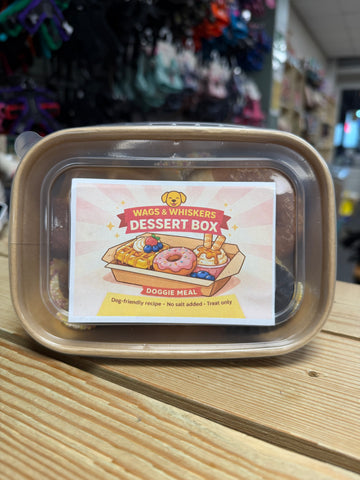 WAGS & WHISKERS
DESSERT BOX
DOGGIE MEAL
Dog-friendly recipe • No salt added • Treat only